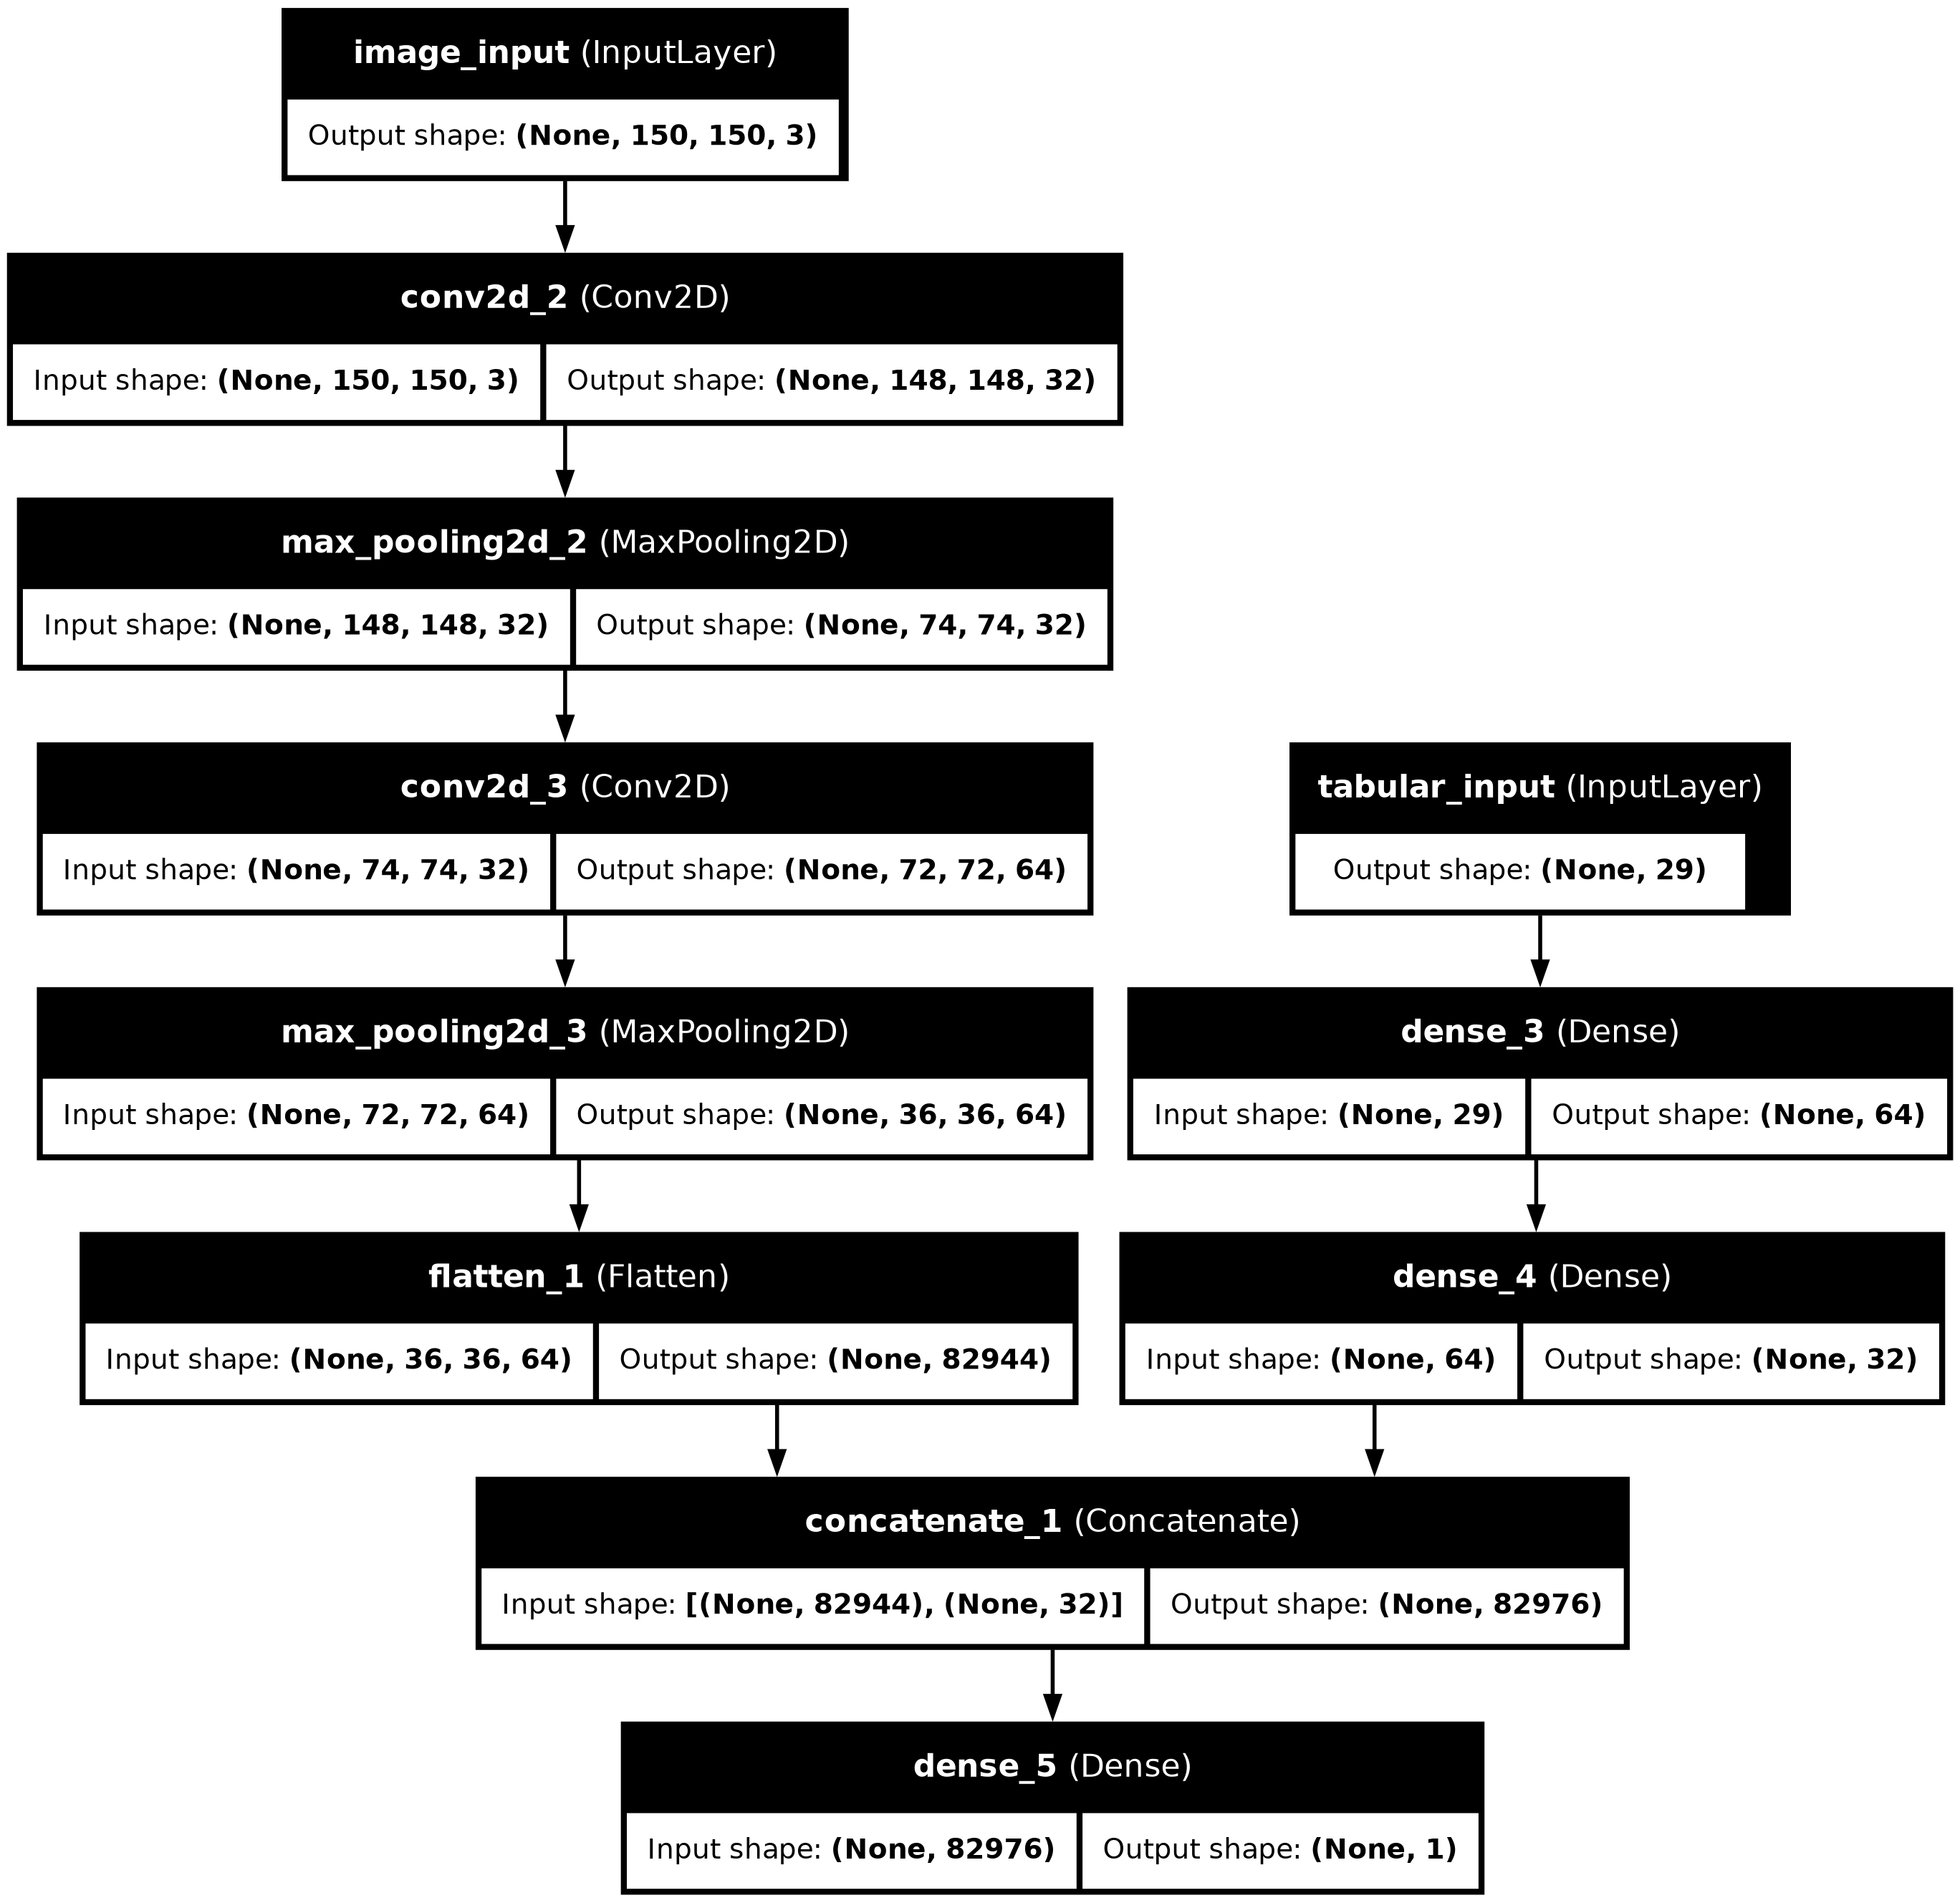 image_input (InputLayer)
Output shape: (None, 150, 150, 3)
conv2d_2 (Conv2D)
Input shape: (None, 150, 150, 3) Output shape: (None, 148, 148, 32)
max_pooling2d_2 (MaxPooling2D)
Input shape: (None, 148, 148, 32) Output shape: (None, 74, 74, 32)
conv2d_3 (Conv2D)
Input shape: (None, 74, 74, 32) Output shape: (None, 72, 72, 64)
max_pooling2d_3 (MaxPooling2D)
Input shape: (None, 72, 72, 64) Output shape: (None, 36, 36, 64)
flatten_1 (Flatten)
Input shape: (None, 36, 36, 64) Output shape: (None, 82944)
tabular_input (InputLayer)
Output shape: (None, 29)
dense_3 (Dense)
Input shape: (None, 29) Output shape: (None, 64)
dense_4 (Dense)
Input shape: (None, 64) Output shape: (None, 32)
concatenate_1 (Concatenate)
Input shape: [(None, 82944), (None, 32)] Output shape: (None, 82976)
dense_5 (Dense)
Input shape: (None, 82976) Output shape: (None, 1)